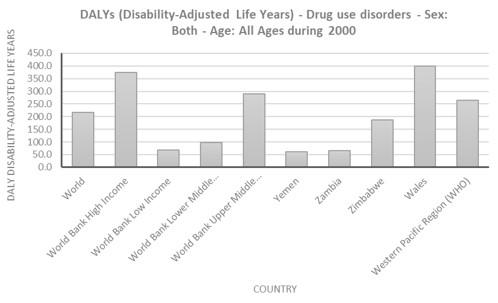 DALYs (Disability-Adjusted Life Years) - Drug use disorders - Sex:
Both - Age: All Ages during 2000
DALY DISABILITY-ADJUSTED LIFE YEARS
450.0
400.0
350.0
300.0
250.0
200.0
150.0
100.0
50.0
0.0
World
World Bank High Income
World Bank Low Income
World Bank Lower Middle...
World Bank Upper Middle...
Yemen
Zambia
Zimbabwe
Wales
Western Pacific Region (WHO)
COUNTRY